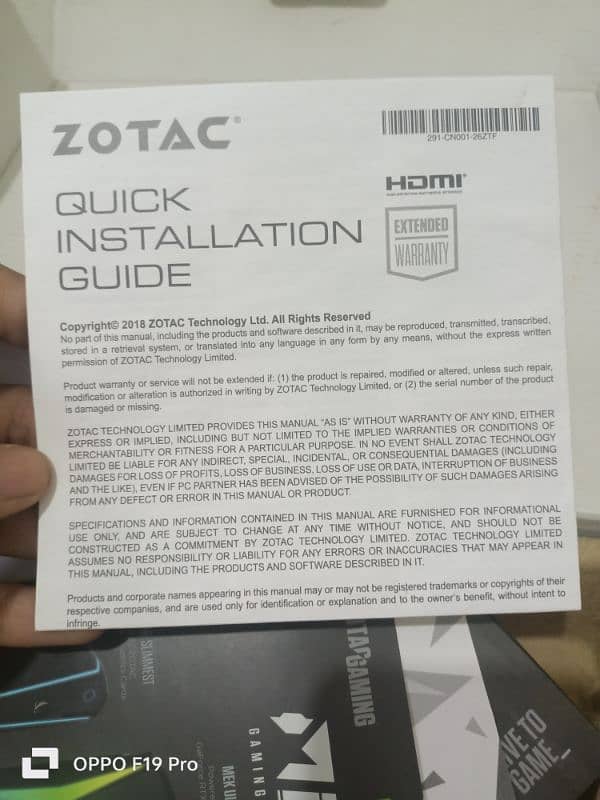 ZOTAC®
291-CN001-26ZTF
HDMI
QUICK
INSTALLATION
GUIDE
EXTENDED
WARRANTY
Copyright© 2018 ZOTAC Technology Ltd. All Rights Reserved
No part of this manual, including the products and software described in it, may be reproduced, transmitted, transcribed,
stored in a retrieval system, or translated into any language in any form by any means, without the express written
permission of ZOTAC Technology Limited.
Product warranty or service will not be extended if: (1) the product is repaired, modified or altered, unless such repair,
modification or alteration is authorized in writing by ZOTAC Technology Limited, or (2) the serial number of the product
is damaged or missing.
ZOTAC TECHNOLOGY LIMITED PROVIDES THIS MANUAL "AS IS" WITHOUT WARRANTY OF ANY KIND, EITHER
EXPRESS OR IMPLIED, INCLUDING BUT NOT LIMITED TO THE IMPLIED WARRANTIES OR CONDITIONS OF
MERCHANTABILITY OR FITNESS FOR A PARTICULAR PURPOSE. IN NO EVENT SHALL ZOTAC TECHNOLOGY
LIMITED BE LIABLE FOR ANY INDIRECT, SPECIAL, INCIDENTAL, OR CONSEQUENTIAL DAMAGES (INCLUDING
DAMAGES FOR LOSS OF PROFITS, LOSS OF BUSINESS, LOSS OF USE OR DATA, INTERRUPTION OF BUSINESS
AND THE LIKE), EVEN IF PC PARTNER HAS BEEN ADVISED OF THE POSSIBILITY OF SUCH DAMAGES ARISING
FROM ANY DEFECT OR ERROR IN THIS MANUAL OR PRODUCT.
SPECIFICATIONS AND INFORMATION CONTAINED IN THIS MANUAL ARE FURNISHED FOR INFORMATIONAL
USE ONLY, AND ARE SUBJECT TO CHANGE AT ANY TIME WITHOUT NOTICE, AND SHOULD NOT BE
CONSTRUCTED AS A COMMITMENT BY ZOTAC TECHNOLOGY LIMITED. ZOTAC TECHNOLOGY LIMITED
ASSUMES NO RESPONSIBILITY OR LIABILITY FOR ANY ERRORS OR INACCURACIES THAT MAY APPEAR IN
THIS MANUAL, INCLUDING THE PRODUCTS AND SOFTWARE DESCRIBED IN IT.
Products and corporate names appearing in this manual may or may not be registered trademarks or copyrights of their
respective companies, and are used only for identification or explanation and to the owner's benefit, without intent to
infringe.
SLIMMEST
TAC GAMING
GAMING
VE TO
GAME_
OPPO F19 Pro